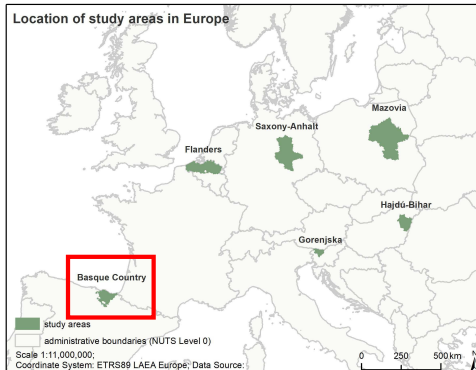 Location of study areas in Europe
Mazovia
Saxony-Anhalt
Flanders
Hajdú-Bihar
Gorenjska
Basque Country
study areas
administrative boundaries (NUTS Level 0)
Scale 1:11,000,000;
Coordinate System: ETRS89 LAEA Europe; Data Source:
0 250 500 km